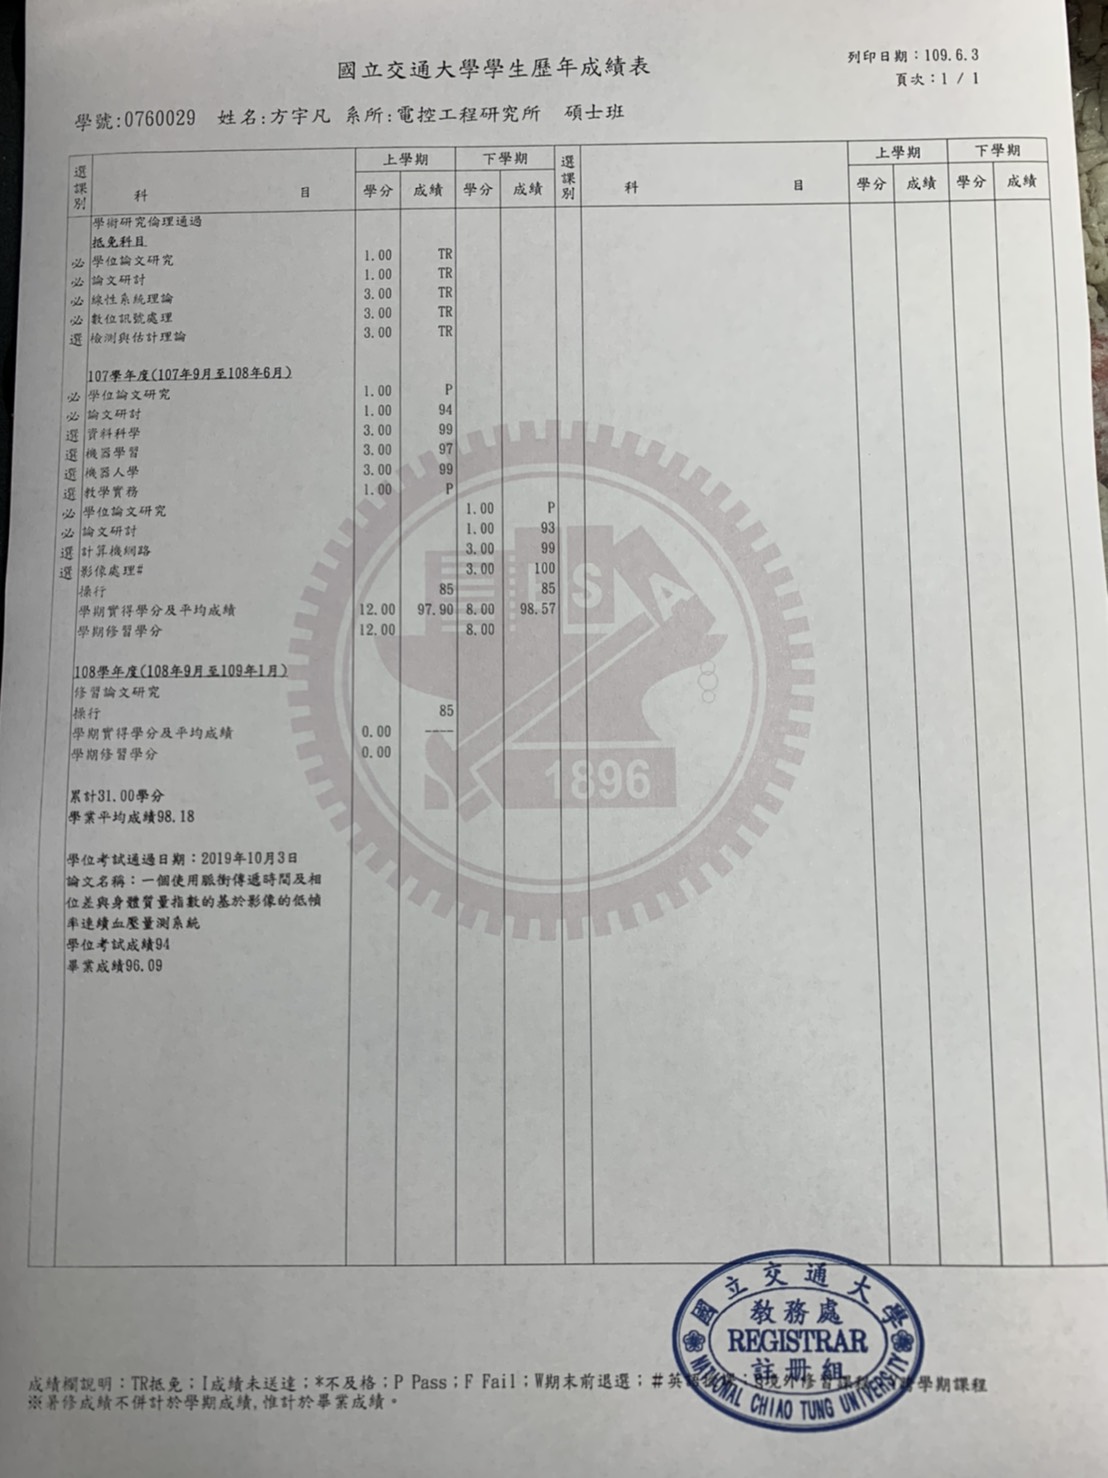 國立交通大學學生歷年成績表
列印日期：109.6.3
頁次：1 / 1
學號:0760029 姓名:方宇凡 系所:電控工程研究所 碩士班
選課別 科 目 上學期 下學期 選課別 科 目 上學期 下學期
學分 成績 學分 成績 學分 成績 學分 成績
學術研究倫理通過
抵免科目
必 學位論文研究 1.00 TR
必 論文研討 1.00 TR
必 線性系統理論 3.00 TR
必 數位訊號處理 3.00 TR
選 檢測與估計理論 3.00 TR
107學年度(107年9月至108年6月)
必 學位論文研究 1.00 P
必 論文研討 1.00 94
選 資料科學 3.00 99
選 機器學習 3.00 97
選 機器人學 3.00 99
選 教學實務 1.00 P
必 學位論文研究 1.00 P
必 論文研討 1.00 93
選 計算機網路 3.00 99
選 影像處理# 3.00 100
操行 85 85
學期實得學分及平均成績 12.00 97.90 8.00 98.57
學期修習學分 12.00 8.00
108學年度(108年9月至109年1月)
修習論文研究
操行 85
學期實得學分及平均成績 0.00 ----
學期修習學分 0.00
累計31.00學分
學業平均成績98.18
學位考試通過日期：2019年10月3日
論文名稱：一個使用脈衝傳遞時間及相
位差與身體質量指數的基於影像的低幀
率連續血壓量測系統
學位考試成績94
畢業成績96.09
ESA
1896
國立交通大學
教務處
REGISTRAR
註冊組
NATIONAL CHIAO TUNG UNIVERSITY
成績欄說明：TR抵免；I成績未送達；*不及格；P Pass；F Fail；W期末前退選；#英 境外修習課 學期課程
※暑修成績不併計於學期成績,惟計於畢業成績。